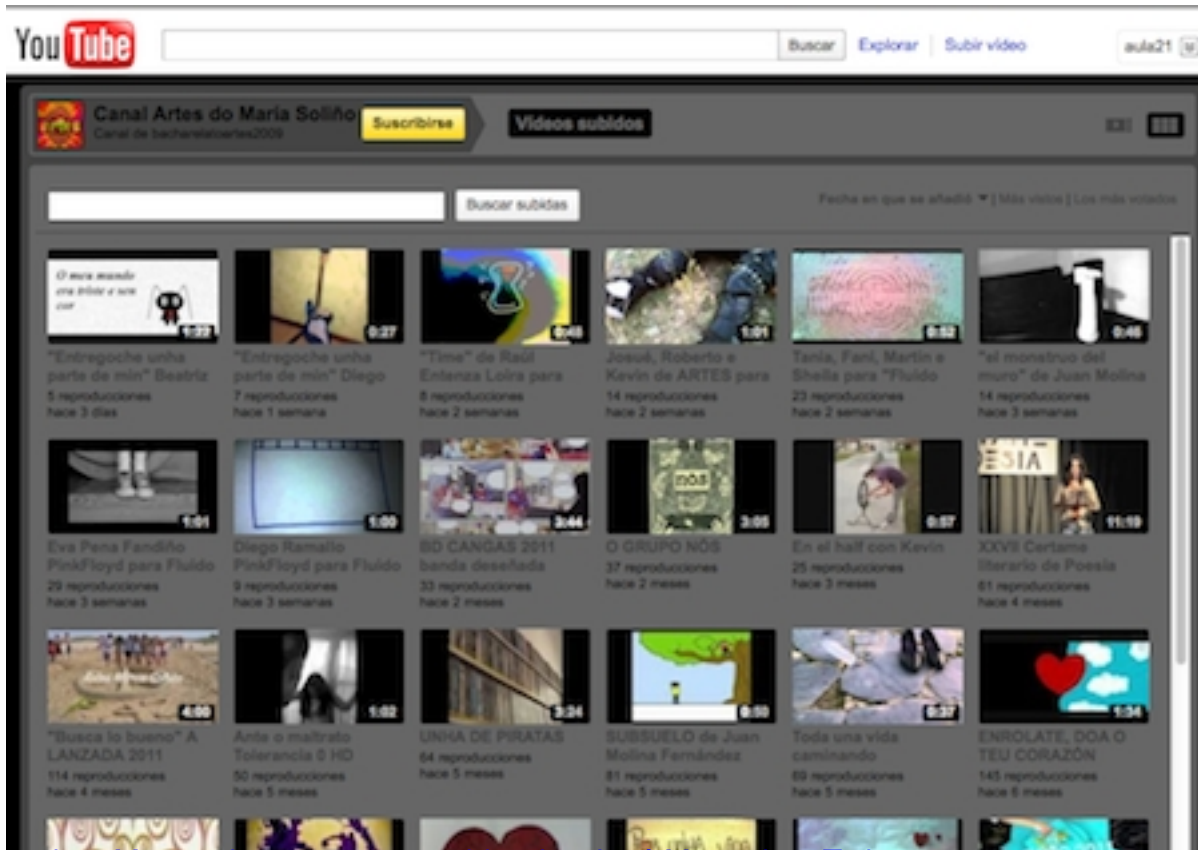 YouTube
Buscar Explorar Subir vídeo aula21
Canal Artes do María Soliño
Canal de bacharelatoartes2009
Suscribirse
Vídeos subidos
Buscar subidas
Fecha en que se añadió | Más vistos | Los más votados
O meu mundo
era triste e sen
cor
1:22 0:27 0:48 1:01 0:52 0:46
"Entregoche unha
parte de min" Beatriz
5 reproducciones
hace 3 días
"Entregoche unha
parte de min" Diego
7 reproducciones
hace 1 semana
"Time" de Raúl
Entenza Loira para
8 reproducciones
hace 2 semanas
Josué, Roberto e
Kevin de ARTES para
14 reproducciones
hace 2 semanas
Tania, Fani, Martin e
Sheila para "Fluído
23 reproducciones
hace 2 semanas
"el monstruo del
muro" de Juan Molina
14 reproducciones
hace 3 semanas
NÓS
ESIA
1:01 1:00 3:44 3:05 0:57 11:19
Eva Pena Fandiño
PinkFloyd para Fluído
29 reproducciones
hace 3 semanas
Diego Ramallo
PinkFloyd para Fluído
9 reproducciones
hace 3 semanas
BD CANGAS 2011
banda deseñada
33 reproducciones
hace 2 meses
O GRUPO NÓS
37 reproducciones
hace 2 meses
En el half con Kevin
25 reproducciones
hace 3 meses
XXVII Certame
literario de Poesia
61 reproducciones
hace 4 meses
4:00 1:02 3:24 0:50 0:37 1:34
"Busca lo bueno" A
LANZADA 2011
114 reproducciones
hace 4 meses
Ante o maltrato
Tolerancia 0 HD
50 reproducciones
hace 5 meses
UNHA DE PIRATAS
64 reproducciones
hace 5 meses
SUBSUELO de Juan
Molina Fernández
81 reproducciones
hace 5 meses
Toda una vida
caminando
69 reproducciones
hace 5 meses
ENROLATE, DOA O
TEU CORAZÓN
145 reproducciones
hace 6 meses